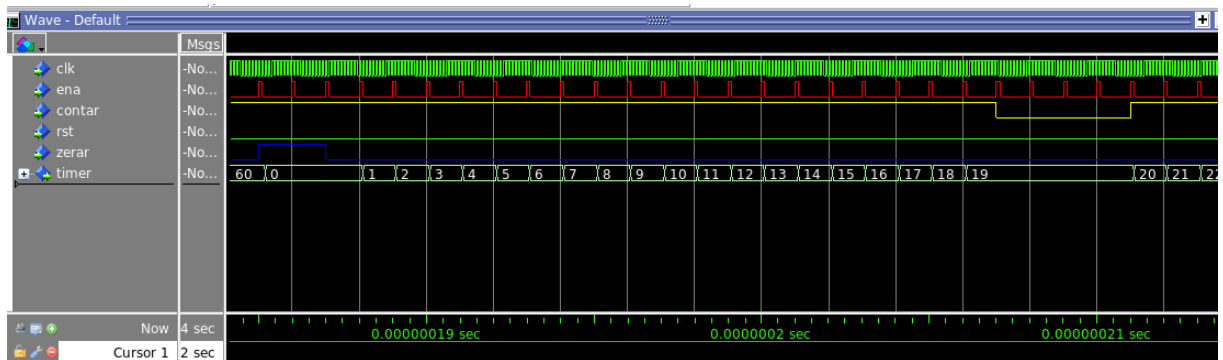 Wave - Default
Msgs
clk -No...
ena -No...
contar -No...
rst -No...
zerar -No...
timer -No...
60 0 1 2 3 4 5 6 7 8 9 10 11 12 13 14 15 16 17 18 19 20 21 22
Now 4 sec
0.00000019 sec 0.0000002 sec 0.00000021 sec
Cursor 1 2 sec